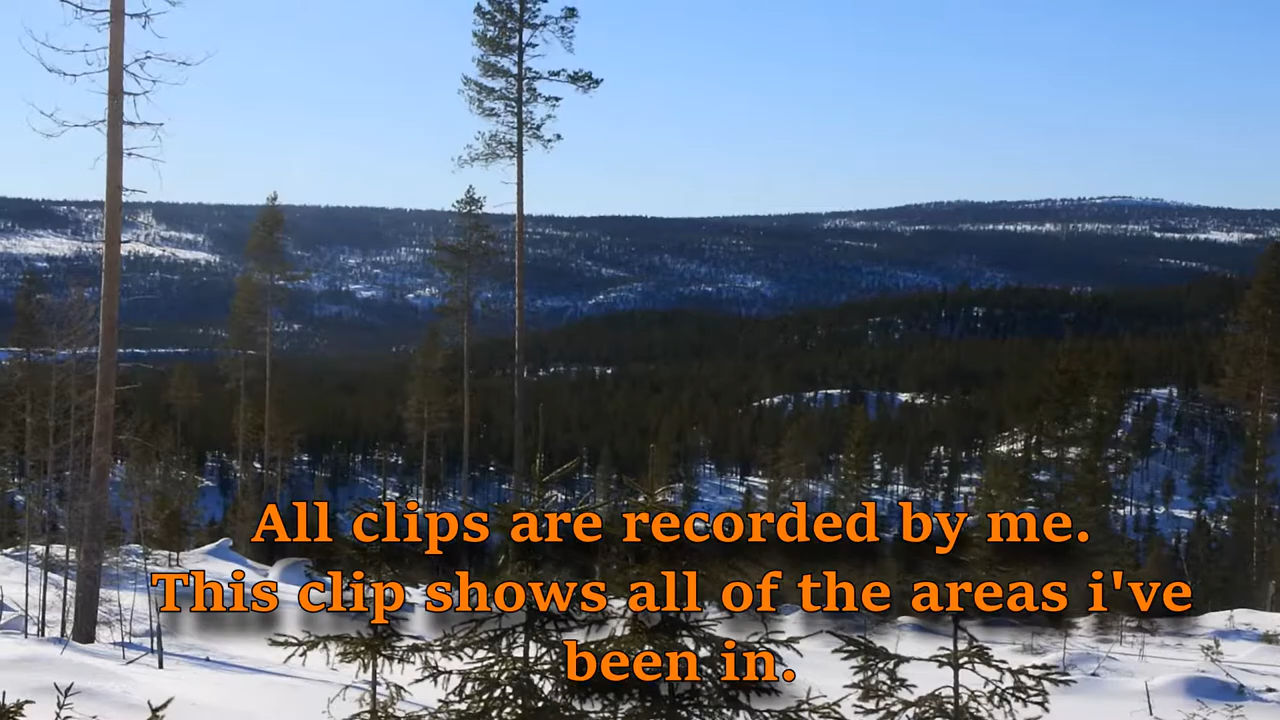 All clips are recorded by me.
This clip shows all of the areas i've
been in.